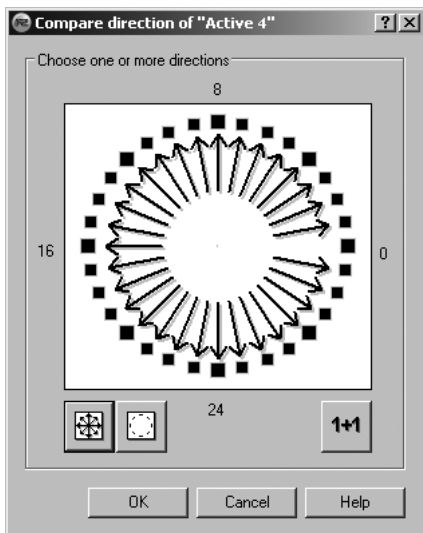 Compare direction of "Active 4"
Choose one or more directions
8
16
0
24
1+1
OK
Cancel
Help